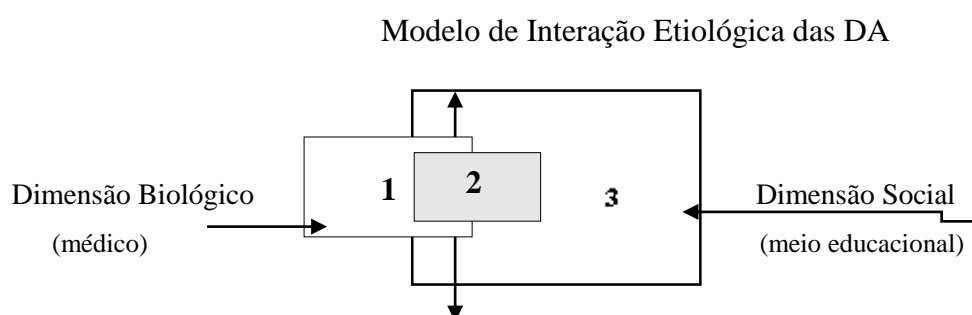 Modelo de Interação Etiológica das DA
1
2
3
Dimensão Biológico
(médico)
Dimensão Social
(meio educacional)